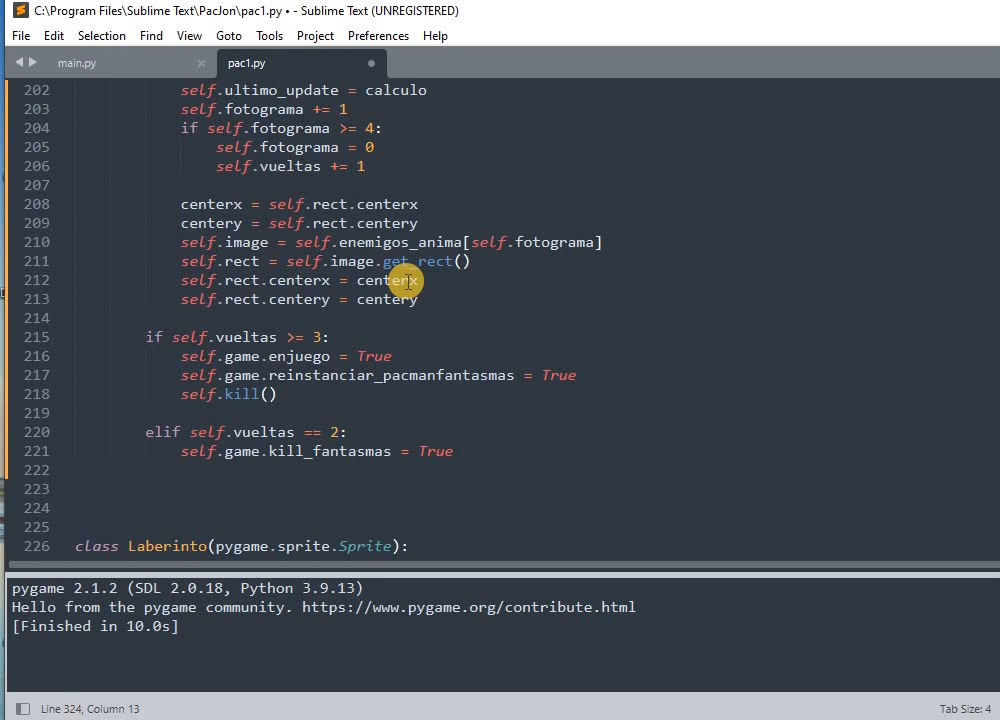 C:\Program Files\Sublime Text\PacJon\pac1.py • - Sublime Text (UNREGISTERED)
File Edit Selection Find View Goto Tools Project Preferences Help
main.py pac1.py
202 self.ultimo_update = calculo
203 self.fotograma += 1
204 if self.fotograma >= 4:
205 self.fotograma = 0
206 self.vueltas += 1
207
208 centerx = self.rect.centerx
209 centery = self.rect.centery
210 self.image = self.enemigos_anima[self.fotograma]
211 self.rect = self.image.get_rect()
212 self.rect.centerx = centerx
213 self.rect.centery = centery
214
215 if self.vueltas >= 3:
216 self.game.enjuego = True
217 self.game.reinstanciar_pacmanfantasmas = True
218 self.kill()
219
220 elif self.vueltas == 2:
221 self.game.kill_fantasmas = True
222
223
224
225
226 class Laberinto(pygame.sprite.Sprite):
pygame 2.1.2 (SDL 2.0.18, Python 3.9.13)
Hello from the pygame community. https://www.pygame.org/contribute.html
[Finished in 10.0s]
Line 324, Column 13 Tab Size: 4